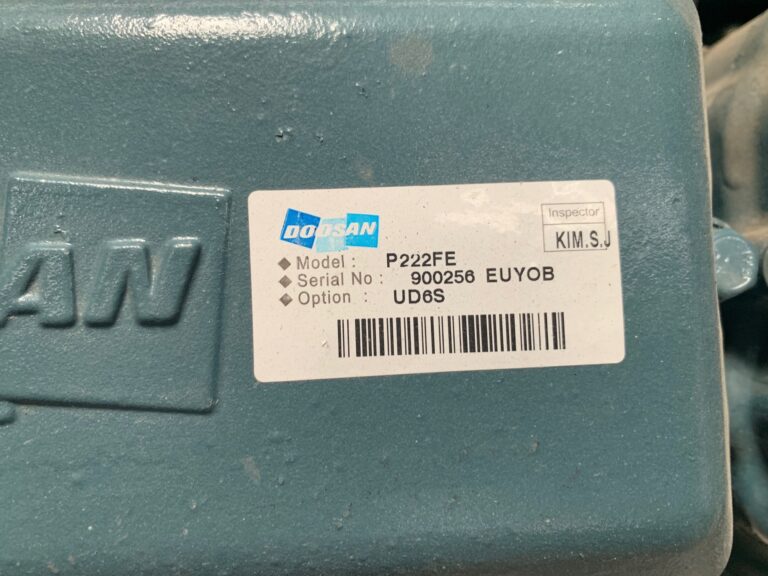 DOOSAN
Inspector
KIM.S.J
◆ Model : P222FE
◆ Serial No : 900256 EUYOB
◆ Option : UD6S
AN